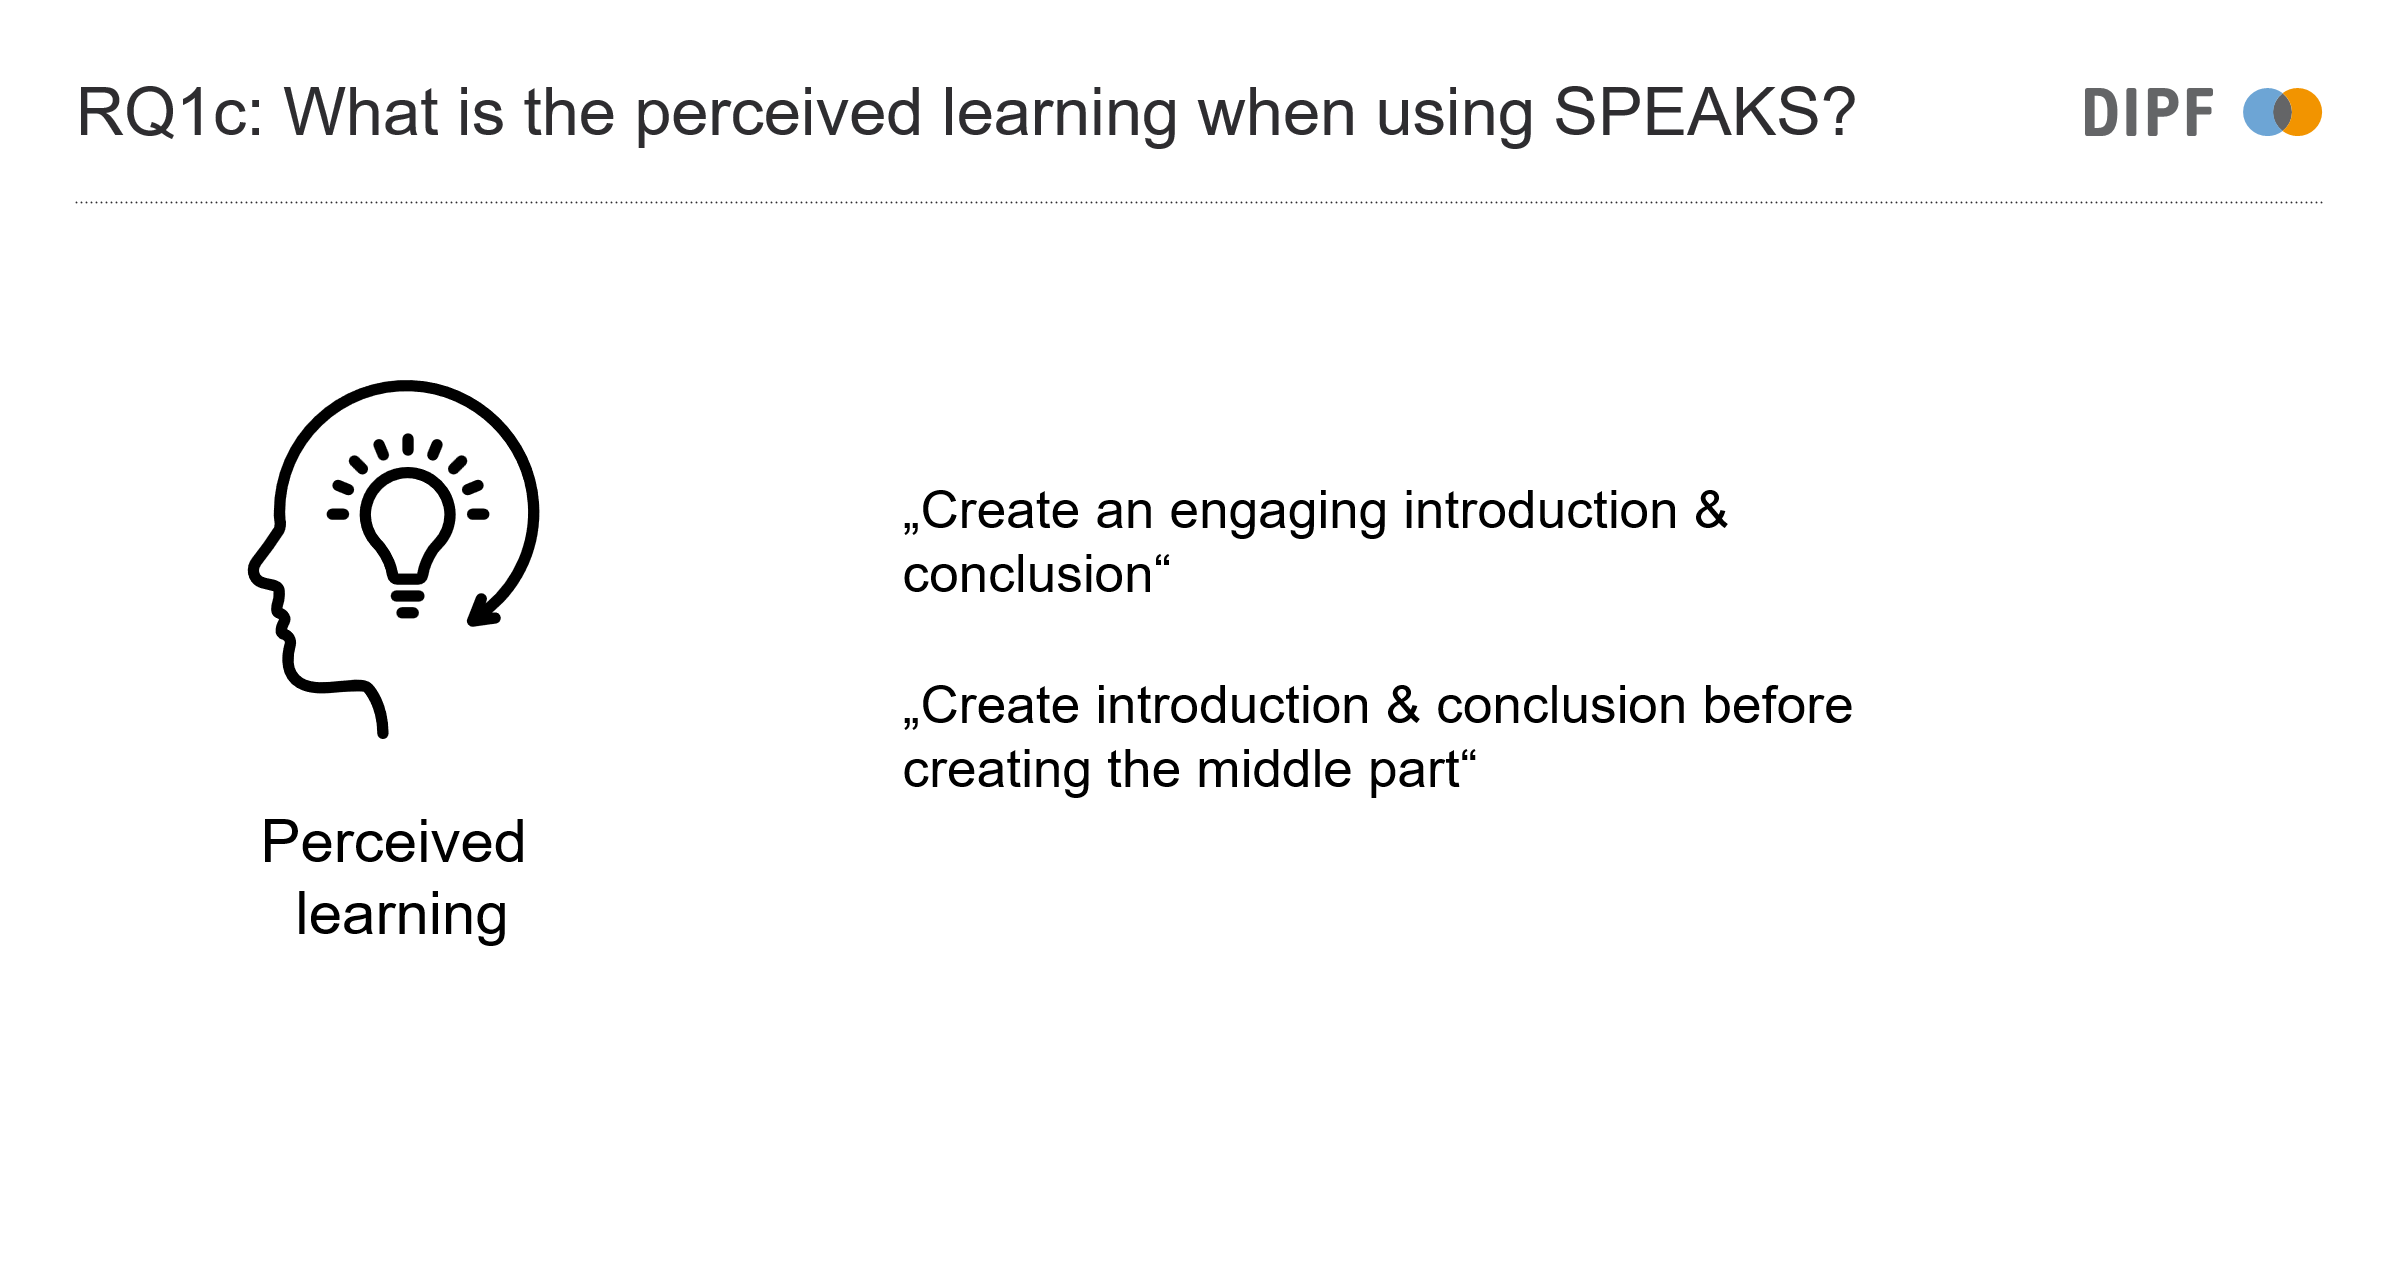 RQ1c: What is the perceived learning when using SPEAKS?
DIPF
„Create an engaging introduction &
conclusion“
„Create introduction & conclusion before
creating the middle part“
Perceived
learning